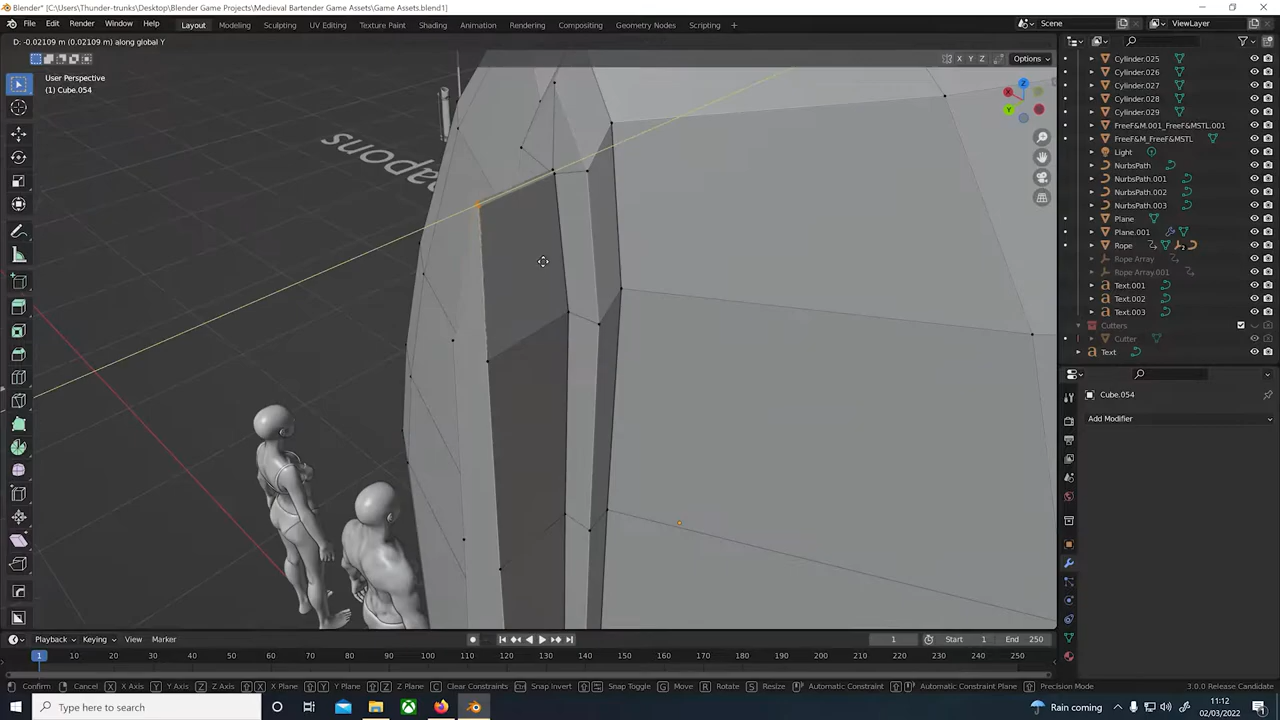 Blender* [C:\Users\Thunder-trunks\Desktop\Blender Game Projects\Medieval Bartender Game Assets\Game Assets.blend1]
File Edit Render Window Help Layout Modeling Sculpting UV Editing Texture Paint Shading Animation Rendering Compositing Geometry Nodes Scripting Scene ViewLayer
D: -0.02109 m (0.02109 m) along global Y
X Y Z Options
User Perspective
(1) Cube.054
spoons
Z
X
Y
Cylinder.025
Cylinder.026
Cylinder.027
Cylinder.028
Cylinder.029
FreeF&M.001_FreeF&MSTL.001
FreeF&M_FreeF&MSTL
Light
NurbsPath
NurbsPath.001
NurbsPath.002
NurbsPath.003
Plane
Plane.001
Rope
Rope Array
Rope Array.001
Text.001
Text.002
Text.003
Cutters
Cutter
Text
Cube.054
Add Modifier
Playback Keying View Marker 1 Start 1 End 250
1 10 20 30 40 50 60 70 80 90 100 110 120 130 140 150 160 170 180 190 200 210 220 230 240 250
Confirm Cancel X X Axis Y Y Axis Z Z Axis X X Plane Y Y Plane Z Z Plane C Clear Constraints Ctrl Snap Invert Snap Toggle G Move R Rotate S Resize Automatic Constraint Automatic Constraint Plane Precision Mode 3.0.0 Release Candidate
Type here to search Rain coming 11:12
02/03/2022